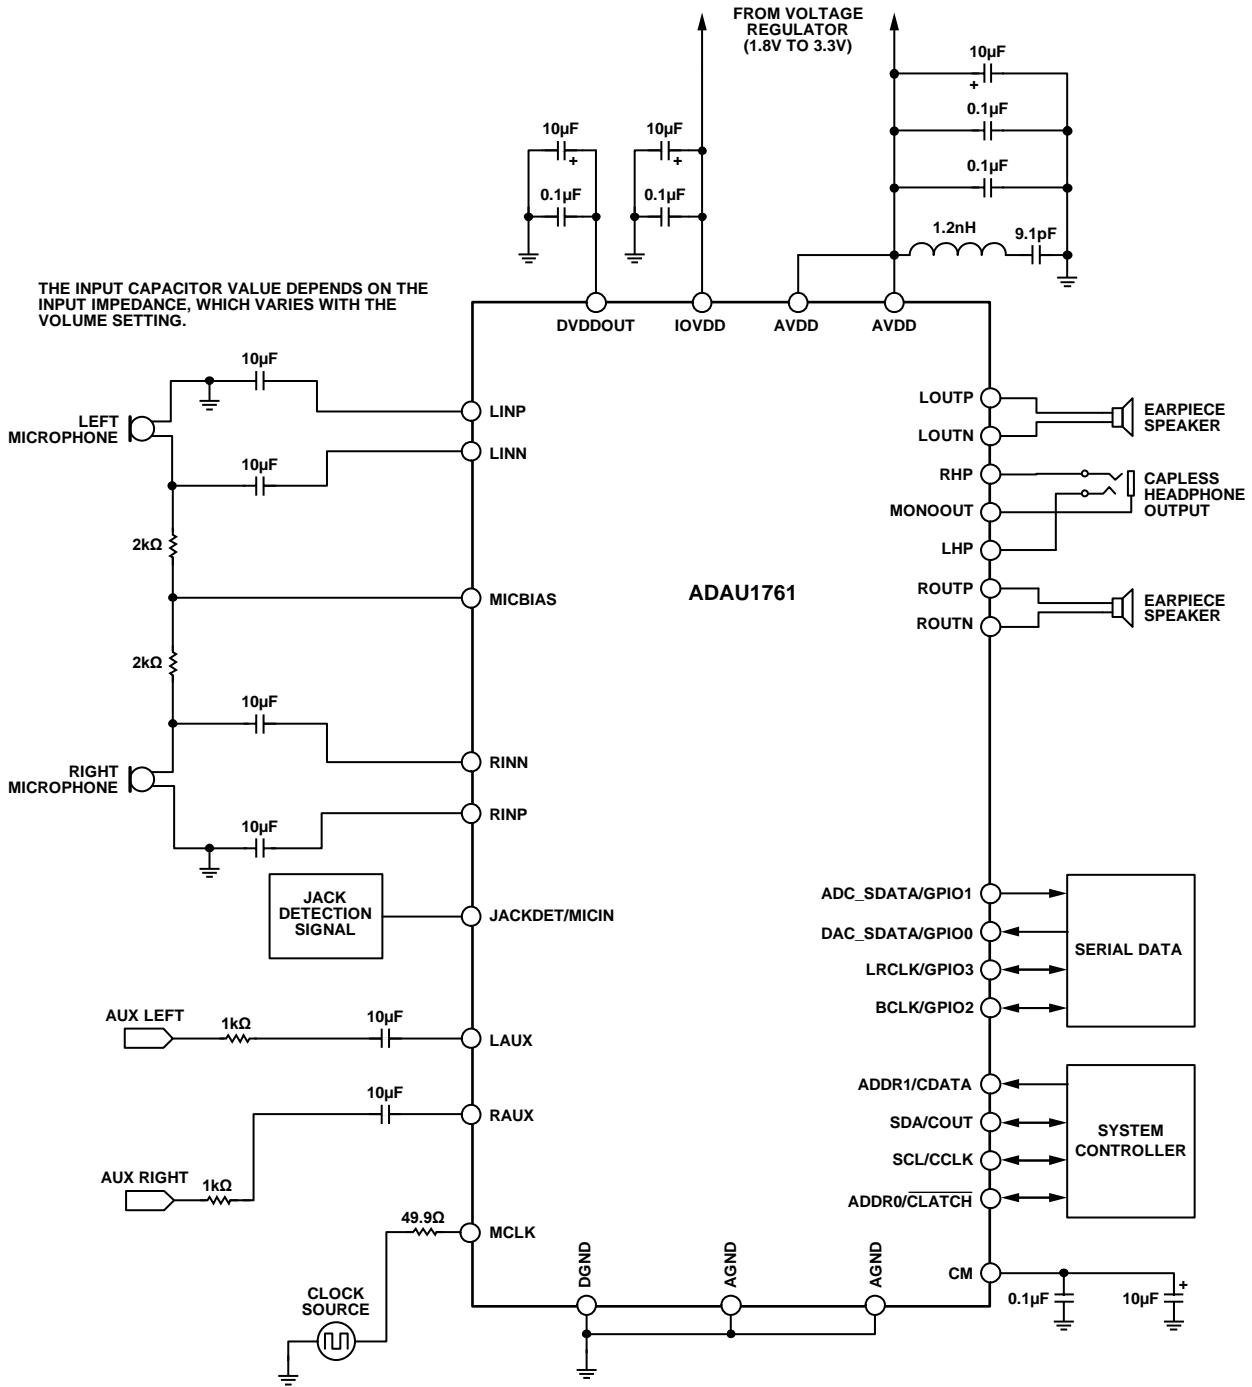 FROM VOLTAGE
REGULATOR
(1.8V TO 3.3V)
10µF
+
0.1µF
0.1µF
1.2nH
9.1pF
10µF
+
0.1µF
10µF
+
0.1µF
THE INPUT CAPACITOR VALUE DEPENDS ON THE
INPUT IMPEDANCE, WHICH VARIES WITH THE
VOLUME SETTING.
DVDDOUT
IOVDD
AVDD
AVDD
10µF
LEFT
MICROPHONE
LINP
LINN
10µF
2kΩ
MICBIAS
2kΩ
10µF
RINN
RIGHT
MICROPHONE
RINP
10µF
JACK
DETECTION
SIGNAL
JACKDET/MICIN
AUX LEFT
1kΩ
10µF
LAUX
10µF
RAUX
AUX RIGHT
1kΩ
49.9Ω
MCLK
CLOCK
SOURCE
ADAU1761
LOUTP
LOUTN
EARPIECE
SPEAKER
RHP
MONOOUT
LHP
CAPLESS
HEADPHONE
OUTPUT
ROUTP
ROUTN
EARPIECE
SPEAKER
ADC_SDATA/GPIO1
DAC_SDATA/GPIO0
LRCLK/GPIO3
BCLK/GPIO2
SERIAL DATA
ADDR1/CDATA
SDA/COUT
SCL/CCLK
ADDR0/CLATCH
SYSTEM
CONTROLLER
DGND
AGND
AGND
CM
0.1µF
10µF
+